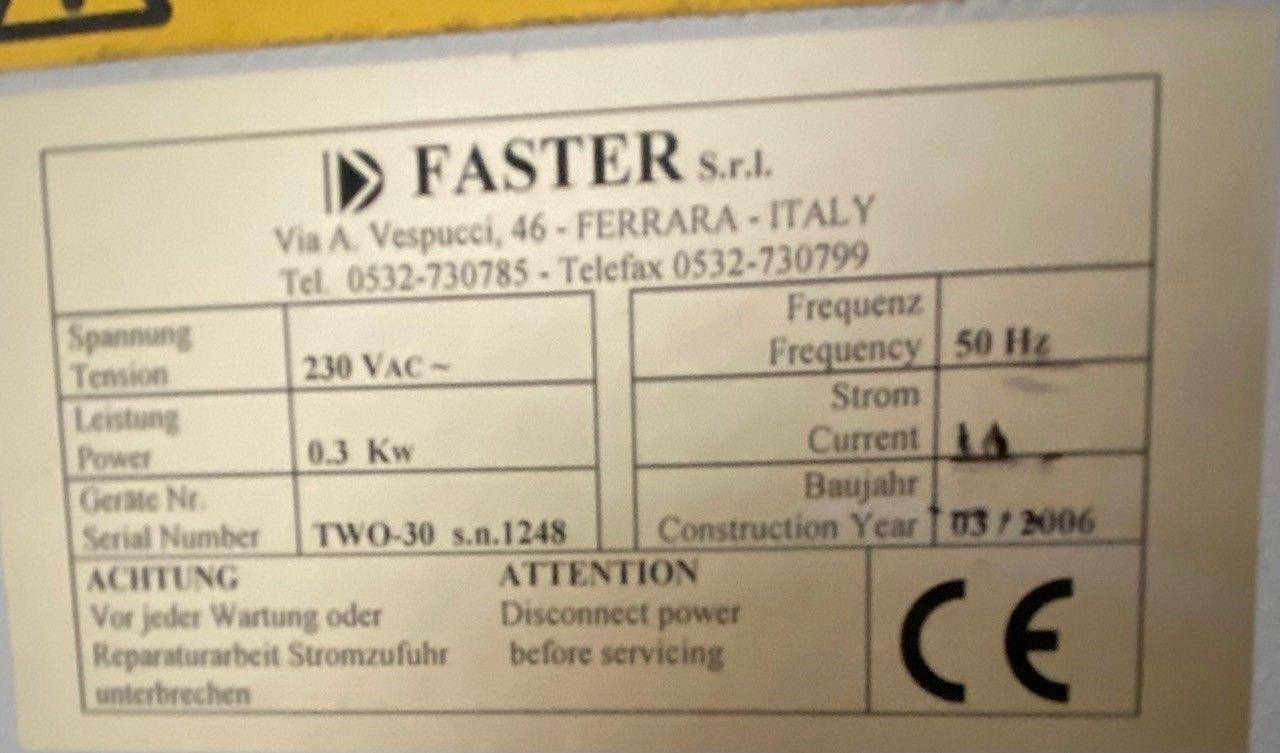 FASTER S.r.l.
Via A. Vespucci, 46 - FERRARA - ITALY
Tel. 0532-730785 - Telefax 0532-730799
Spannung
Tension
230 VAC ~
Frequenz
Frequency
50 Hz
Leistung
Power
0.3 Kw
Strom
Current
1A
Geräte Nr.
Serial Number
TWO-30 s.n.1248
Baujahr
Construction Year
03 / 2006
ACHTUNG
Vor jeder Wartung oder
Reparaturarbeit Stromzufuhr
unterbrechen
ATTENTION
Disconnect power
before servicing
CE